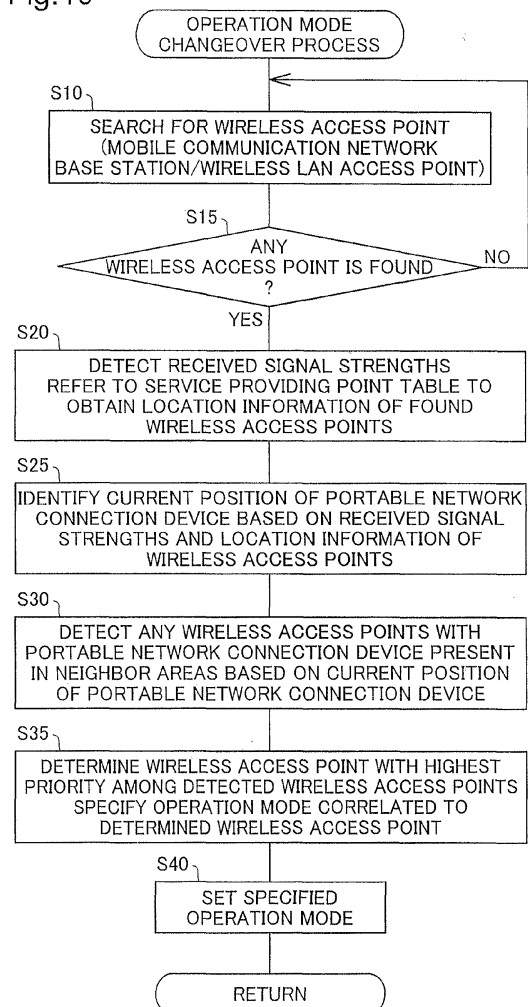 OPERATION MODE
CHANGEOVER PROCESS
S10
SEARCH FOR WIRELESS ACCESS POINT
(MOBILE COMMUNICATION NETWORK
BASE STATION/WIRELESS LAN ACCESS POINT)
S15
ANY
WIRELESS ACCESS POINT IS FOUND
?
NO
YES
S20
DETECT RECEIVED SIGNAL STRENGTHS
REFER TO SERVICE PROVIDING POINT TABLE TO
OBTAIN LOCATION INFORMATION OF FOUND
WIRELESS ACCESS POINTS
S25
IDENTIFY CURRENT POSITION OF PORTABLE NETWORK
CONNECTION DEVICE BASED ON RECEIVED SIGNAL
STRENGTHS AND LOCATION INFORMATION OF
WIRELESS ACCESS POINTS
S30
DETECT ANY WIRELESS ACCESS POINTS WITH
PORTABLE NETWORK CONNECTION DEVICE PRESENT
IN NEIGHBOR AREAS BASED ON CURRENT POSITION
OF PORTABLE NETWORK CONNECTION DEVICE
S35
DETERMINE WIRELESS ACCESS POINT WITH HIGHEST
PRIORITY AMONG DETECTED WIRELESS ACCESS POINTS
SPECIFY OPERATION MODE CORRELATED TO
DETERMINED WIRELESS ACCESS POINT
S40
SET SPECIFIED
OPERATION MODE
RETURN